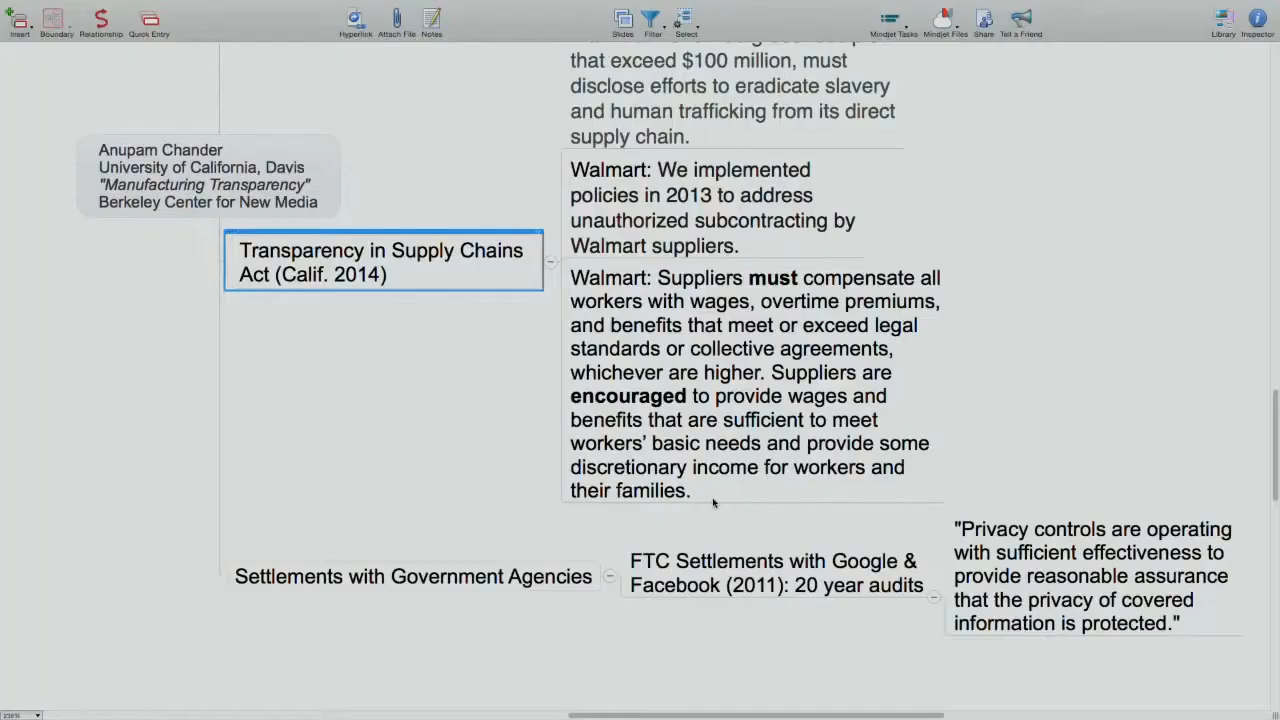 Insert
Boundary
Relationship
Quick Entry
Hyperlink
Attach File
Notes
Slides
Filter
Select
Mindjet Tasks
Mindjet Files
Share
Tell a Friend
Library
Inspector
that exceed $100 million, must
disclose efforts to eradicate slavery
and human trafficking from its direct
supply chain.
Anupam Chander
University of California, Davis
"Manufacturing Transparency"
Berkeley Center for New Media
Walmart: We implemented
policies in 2013 to address
unauthorized subcontracting by
Walmart suppliers.
Transparency in Supply Chains
Act (Calif. 2014)
Walmart: Suppliers must compensate all
workers with wages, overtime premiums,
and benefits that meet or exceed legal
standards or collective agreements,
whichever are higher. Suppliers are
encouraged to provide wages and
benefits that are sufficient to meet
workers' basic needs and provide some
discretionary income for workers and
their families.
Settlements with Government Agencies
FTC Settlements with Google &
Facebook (2011): 20 year audits
"Privacy controls are operating
with sufficient effectiveness to
provide reasonable assurance
that the privacy of covered
information is protected."